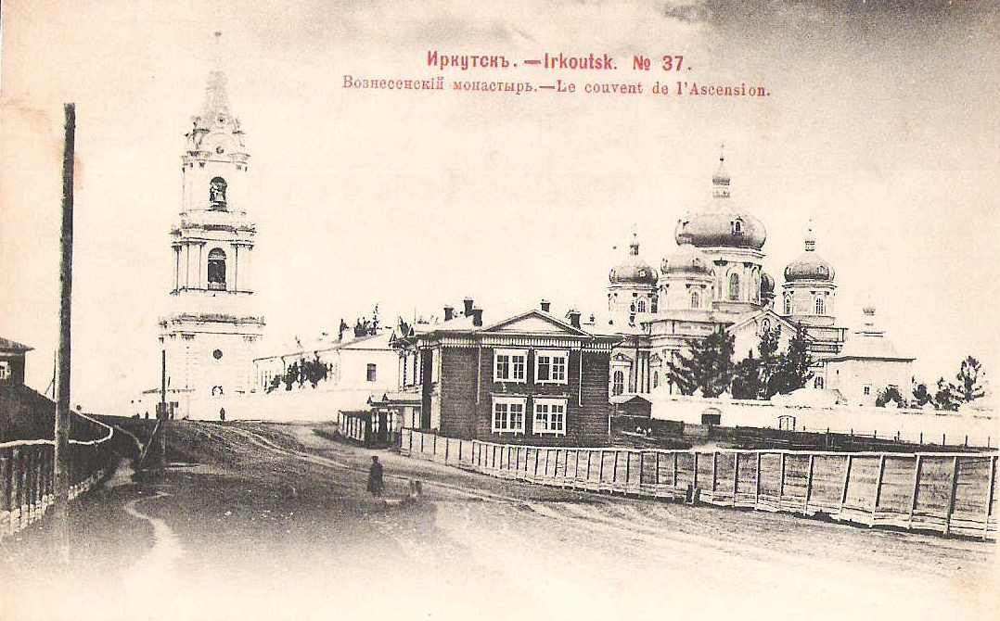 Иркутскъ. — Irkoutsk. № 37.
Вознесенскій монастырь. — Le couvent de l'Ascension.